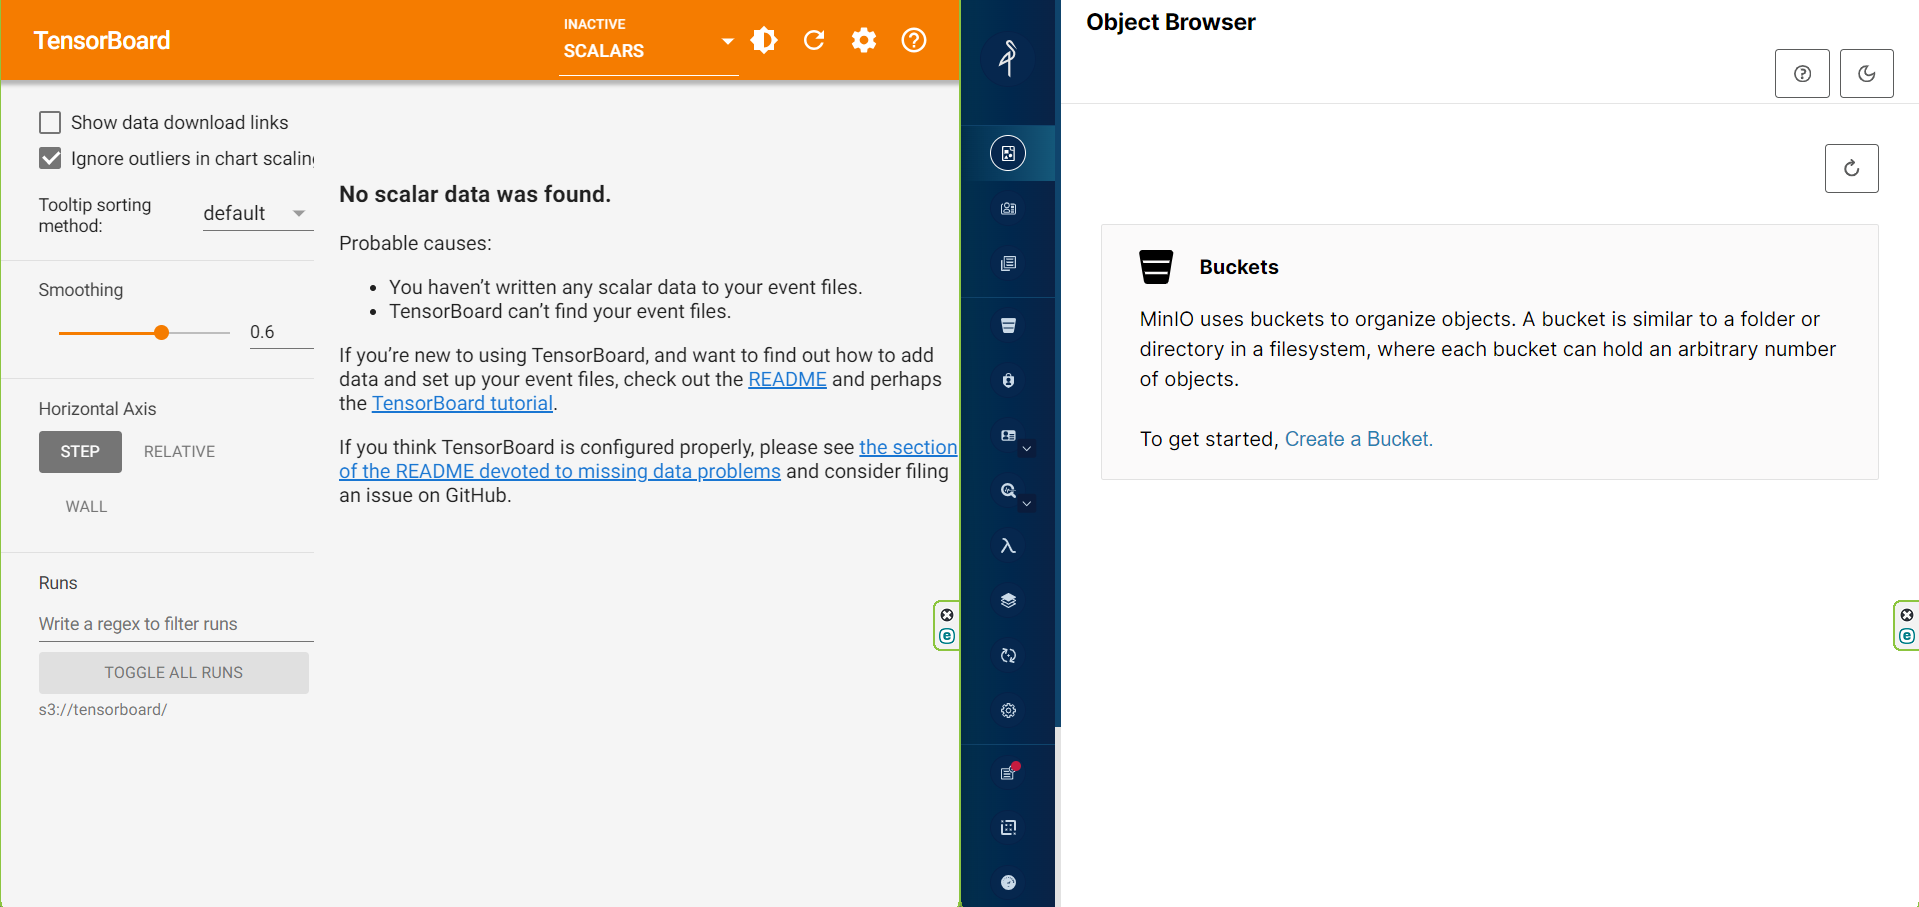 TensorBoard
INACTIVE
SCALARS
Show data download links
Ignore outliers in chart scaling
Tooltip sorting
method:
default
Smoothing
0.6
Horizontal Axis
STEP
RELATIVE
WALL
Runs
Write a regex to filter runs
TOGGLE ALL RUNS
s3://tensorboard/
No scalar data was found.
Probable causes:
• You haven’t written any scalar data to your event files.
• TensorBoard can’t find your event files.
If you’re new to using TensorBoard, and want to find out how to add
data and set up your event files, check out the README and perhaps
the TensorBoard tutorial.
If you think TensorBoard is configured properly, please see the section
of the README devoted to missing data problems and consider filing
an issue on GitHub.
Object Browser
Buckets
MinIO uses buckets to organize objects. A bucket is similar to a folder or
directory in a filesystem, where each bucket can hold an arbitrary number
of objects.
To get started, Create a Bucket.